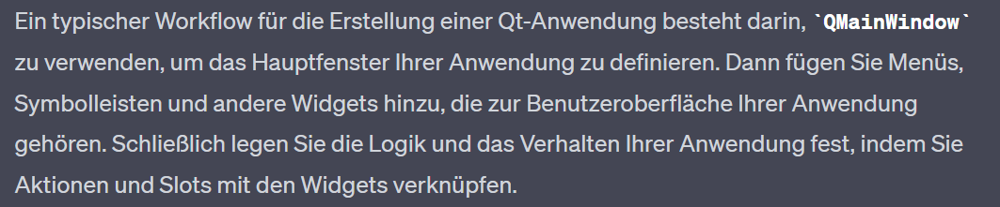 Ein typischer Workflow für die Erstellung einer Qt-Anwendung besteht darin, `QMainWindow`
zu verwenden, um das Hauptfenster Ihrer Anwendung zu definieren. Dann fügen Sie Menüs,
Symbolleisten und andere Widgets hinzu, die zur Benutzeroberfläche Ihrer Anwendung
gehören. Schließlich legen Sie die Logik und das Verhalten Ihrer Anwendung fest, indem Sie
Aktionen und Slots mit den Widgets verknüpfen.